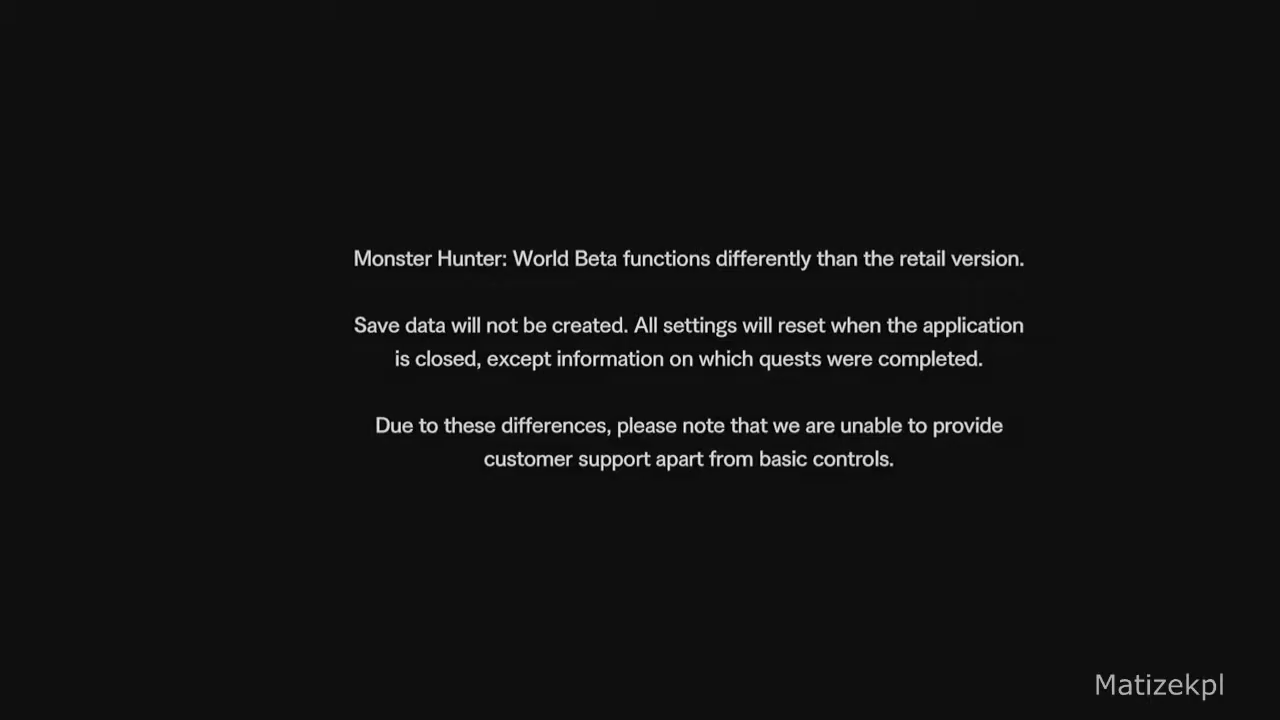 Monster Hunter: World Beta functions differently than the retail version.
Save data will not be created. All settings will reset when the application
is closed, except information on which quests were completed.
Due to these differences, please note that we are unable to provide
customer support apart from basic controls.
Matizekpl